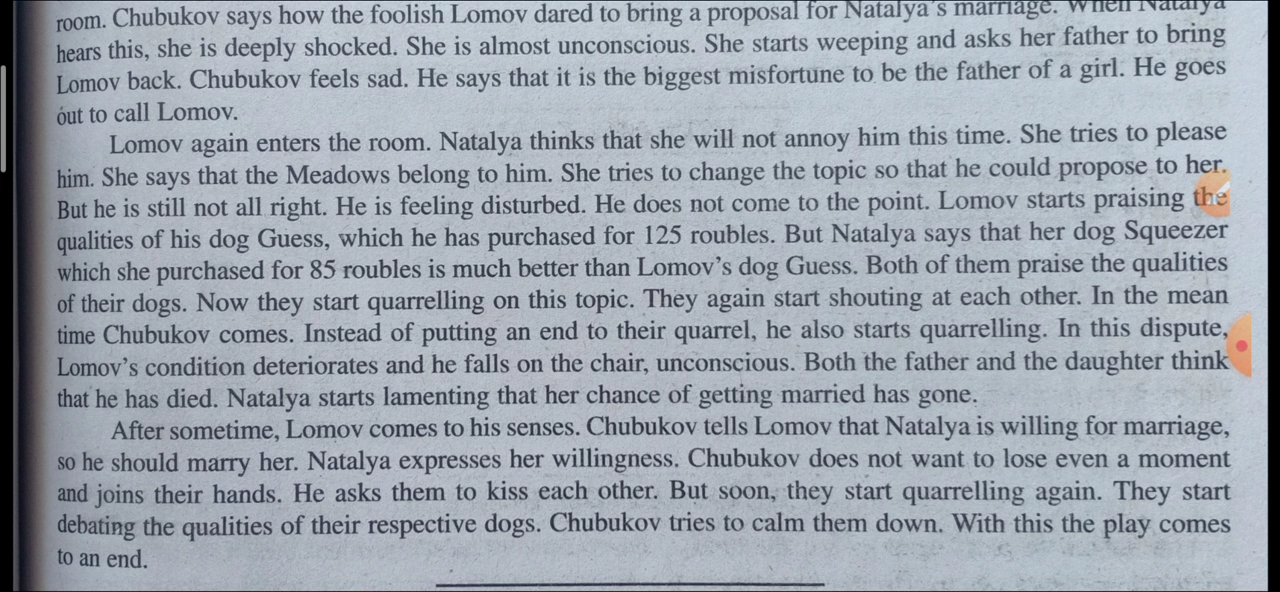 room. Chubukov says how the foolish Lomov dared to bring a proposal for Natalya's marriage. When Natalya
hears this, she is deeply shocked. She is almost unconscious. She starts weeping and asks her father to bring
Lomov back. Chubukov feels sad. He says that it is the biggest misfortune to be the father of a girl. He goes
out to call Lomov.
Lomov again enters the room. Natalya thinks that she will not annoy him this time. She tries to please
him. She says that the Meadows belong to him. She tries to change the topic so that he could propose to her.
But he is still not all right. He is feeling disturbed. He does not come to the point. Lomov starts praising the
qualities of his dog Guess, which he has purchased for 125 roubles. But Natalya says that her dog Squeezer
which she purchased for 85 roubles is much better than Lomov's dog Guess. Both of them praise the qualities
of their dogs. Now they start quarrelling on this topic. They again start shouting at each other. In the mean
time Chubukov comes. Instead of putting an end to their quarrel, he also starts quarrelling. In this dispute,
Lomov's condition deteriorates and he falls on the chair, unconscious. Both the father and the daughter think
that he has died. Natalya starts lamenting that her chance of getting married has gone.
After sometime, Lomov comes to his senses. Chubukov tells Lomov that Natalya is willing for marriage,
so he should marry her. Natalya expresses her willingness. Chubukov does not want to lose even a moment
and joins their hands. He asks them to kiss each other. But soon, they start quarrelling again. They start
debating the qualities of their respective dogs. Chubukov tries to calm them down. With this the play comes
to an end.